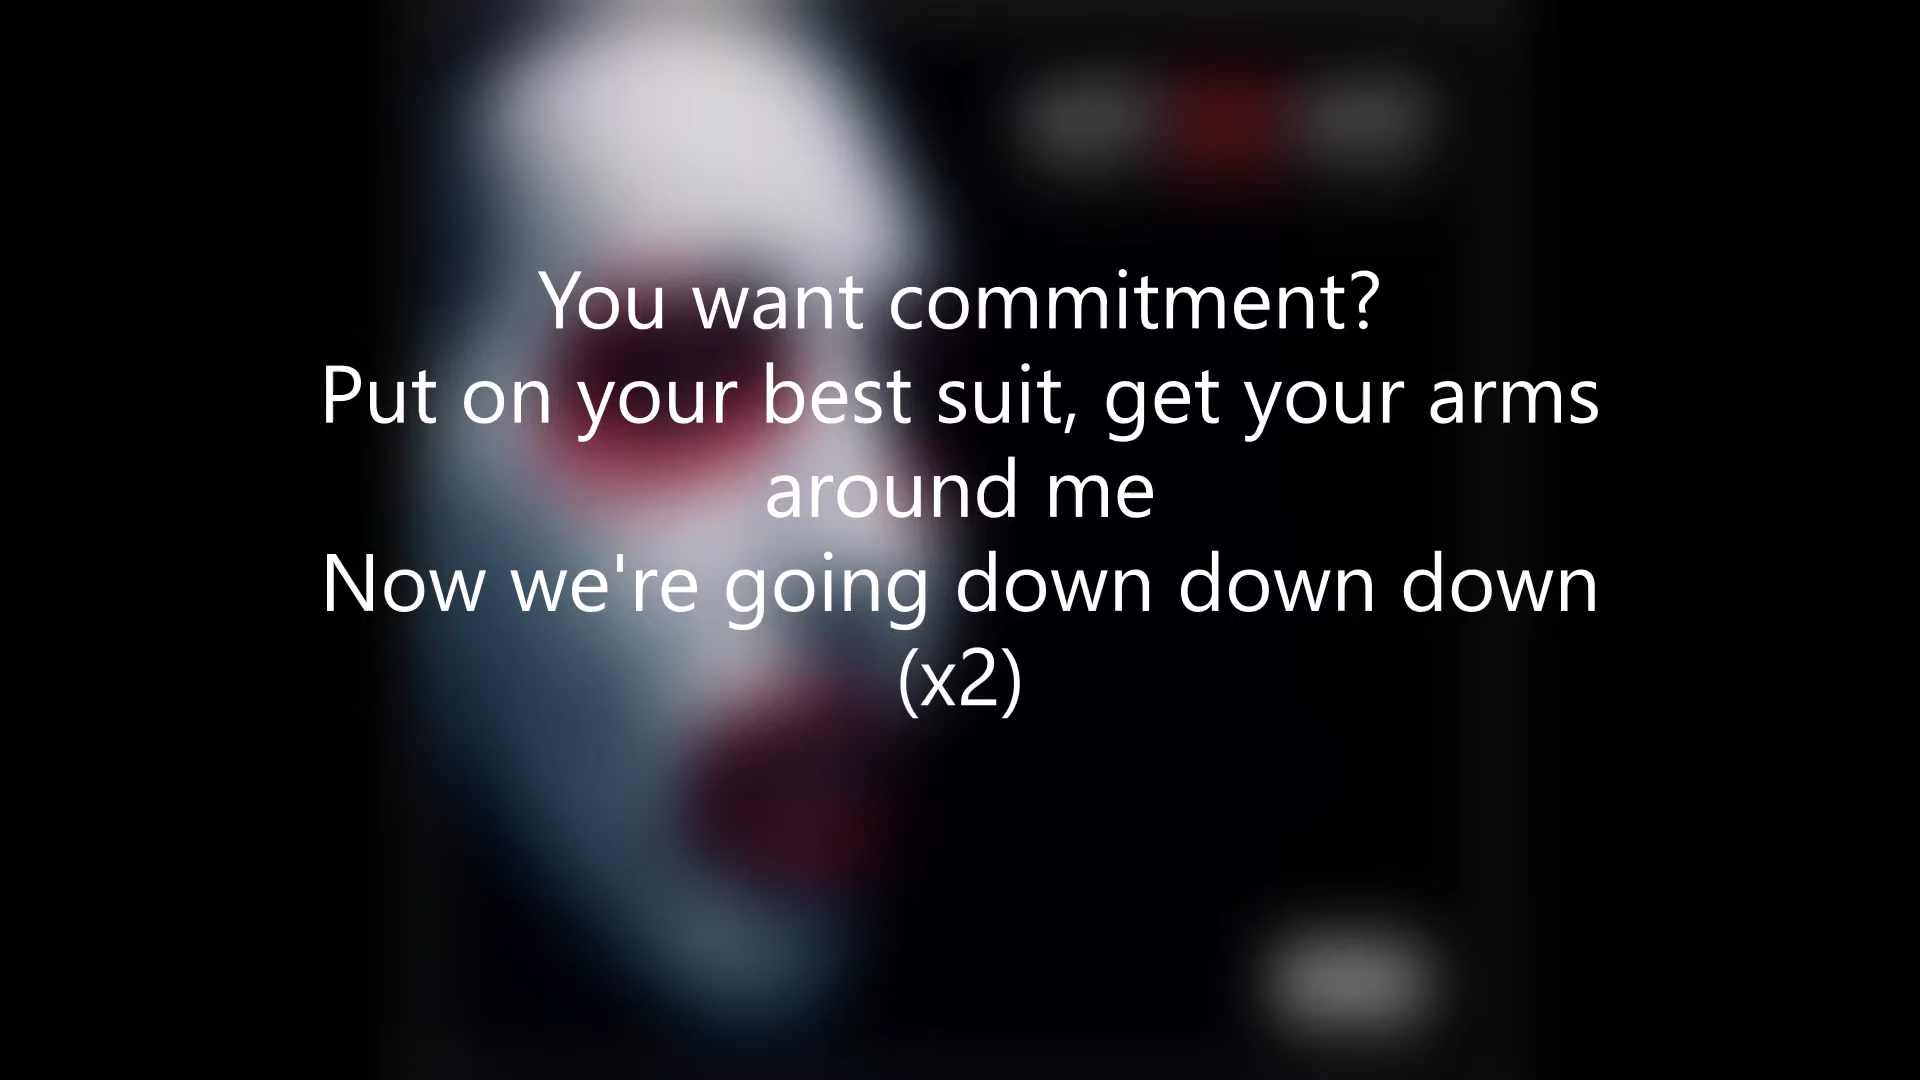 You want commitment?
Put on your best suit, get your arms
around me
Now we're going down down down
(x2)